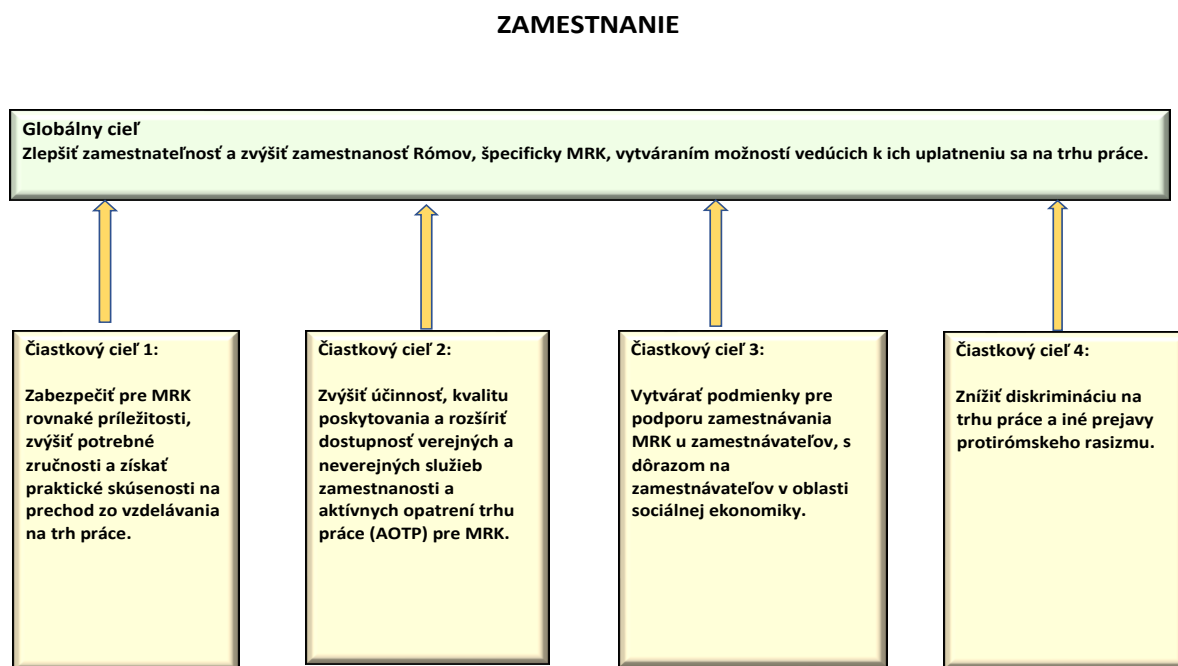 ZAMESTNANIE
Globálny cieľ
Zlepšiť zamestnateľnosť a zvýšiť zamestnanosť Rómov, špecificky MRK, vytváraním možností vedúcich k ich uplatneniu sa na trhu práce.
Čiastkový cieľ 1:
Zabezpečiť pre MRK
rovnaké príležitosti,
zvýšiť potrebné
zručnosti a získať
praktické skúsenosti na
prechod zo vzdelávania
na trh práce.
Čiastkový cieľ 2:
Zvýšiť účinnosť, kvalitu
poskytovania a rozšíriť
dostupnosť verejných a
neverejných služieb
zamestnanosti a
aktívnych opatrení trhu
práce (AOTP) pre MRK.
Čiastkový cieľ 3:
Vytvárať podmienky pre
podporu zamestnávania
MRK u zamestnávateľov, s
dôrazom na
zamestnávateľov v oblasti
sociálnej ekonomiky.
Čiastkový cieľ 4:
Znížiť diskrimináciu na
trhu práce a iné prejavy
protirómskeho rasizmu.